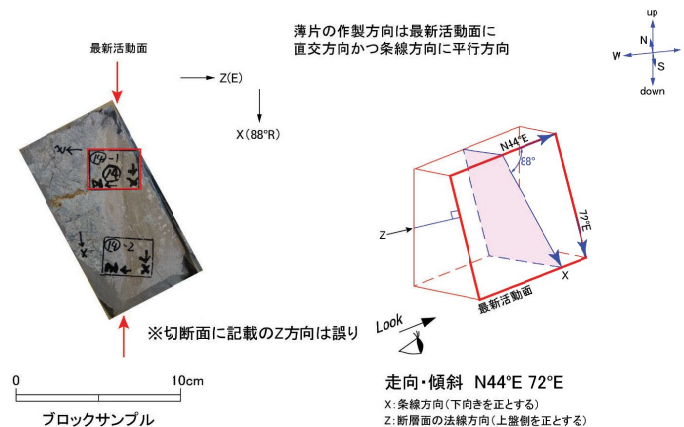 薄片の作製方向は最新活動面に
直交方向かつ条線方向に平行方向
最新活動面
Z(E)
X(88°R)
up
N
W
S
down
⑭-1
⑭
Z
X
x
⑭-2
Z
X
x
N44°E
88°
72°E
Z
X
最新活動面
Look
※切断面に記載のZ方向は誤り
0
10cm
ブロックサンプル
走向・傾斜 N44°E 72°E
X:条線方向(下向きを正とする)
Z:断層面の法線方向(上盤側を正とする)